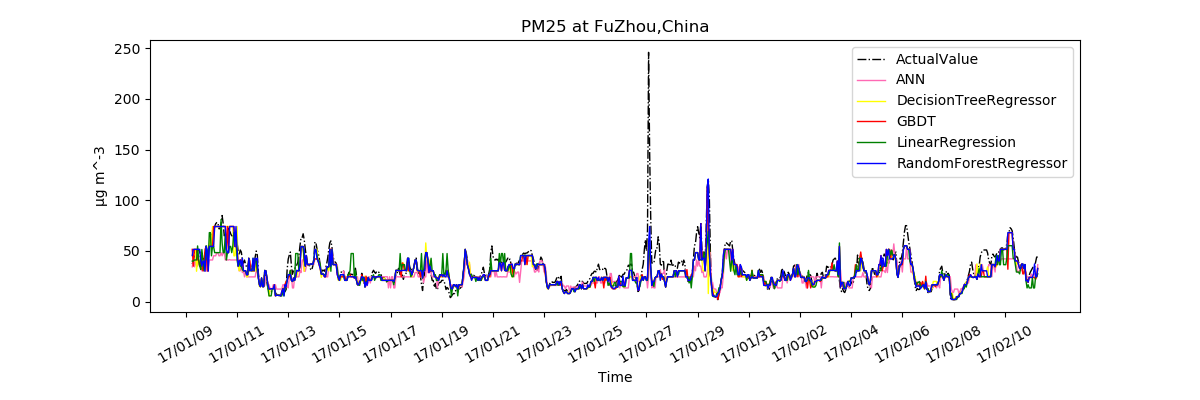 PM25 at FuZhou,China
250
200
150
100
50
0
μg m^-3
ActualValue
ANN
DecisionTreeRegressor
GBDT
LinearRegression
RandomForestRegressor
17/01/09 17/01/11 17/01/13 17/01/15 17/01/17 17/01/19 17/01/21 17/01/23 17/01/25 17/01/27 17/01/29 17/01/31 17/02/02 17/02/04 17/02/06 17/02/08 17/02/10
Time